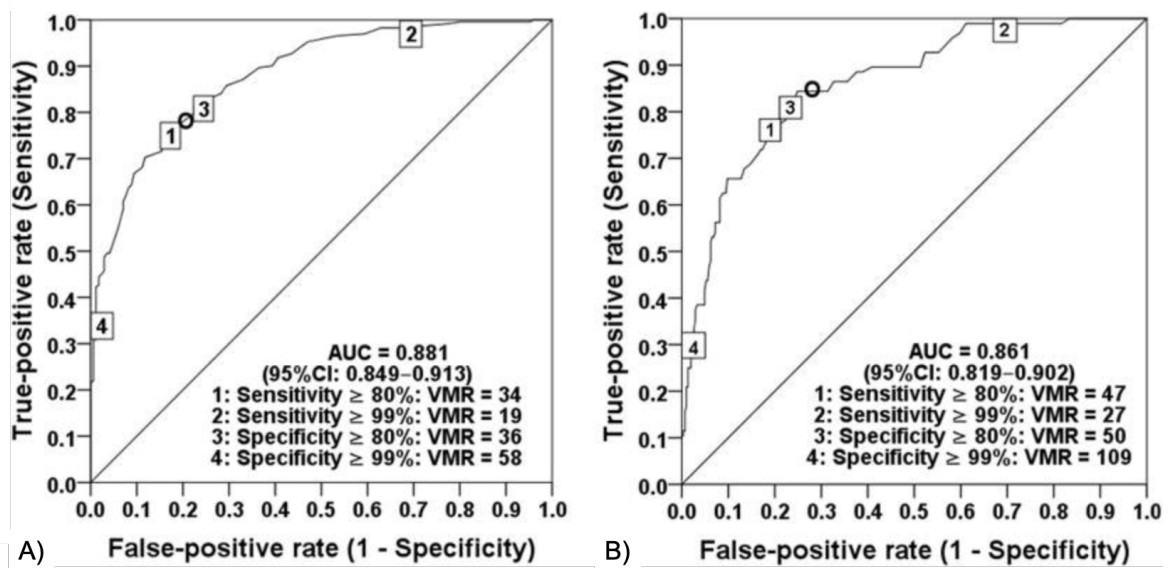 True-positive rate (Sensitivity)
1.0
0.9
0.8
0.7
0.6
0.5
0.4
0.3
0.2
0.1
0.0
2
3
1
4
AUC = 0.881
(95%CI: 0.849–0.913)
1: Sensitivity ≥ 80%: VMR = 34
2: Sensitivity ≥ 99%: VMR = 19
3: Specificity ≥ 80%: VMR = 36
4: Specificity ≥ 99%: VMR = 58
0.0 0.1 0.2 0.3 0.4 0.5 0.6 0.7 0.8 0.9 1.0
A) False-positive rate (1 - Specificity)
True-positive rate (Sensitivity)
1.0
0.9
0.8
0.7
0.6
0.5
0.4
0.3
0.2
0.1
0.0
2
3
1
4
AUC = 0.861
(95%CI: 0.819–0.902)
1: Sensitivity ≥ 80%: VMR = 47
2: Sensitivity ≥ 99%: VMR = 27
3: Specificity ≥ 80%: VMR = 50
4: Specificity ≥ 99%: VMR = 109
0.0 0.1 0.2 0.3 0.4 0.5 0.6 0.7 0.8 0.9 1.0
B) False-positive rate (1 - Specificity)